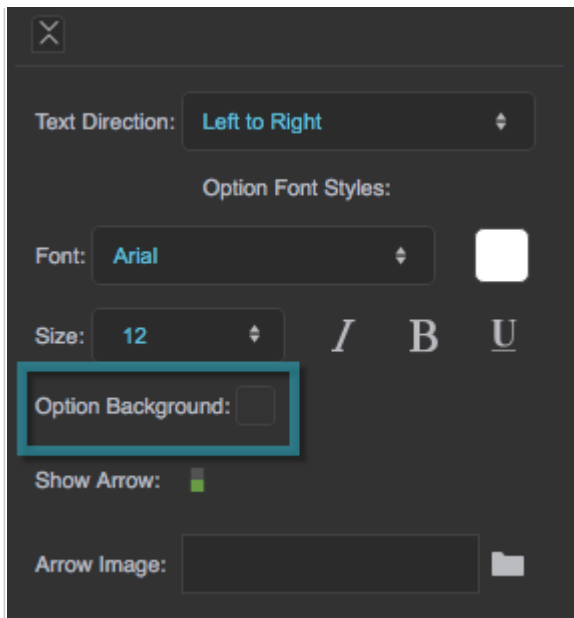 Text Direction: Left to Right
Option Font Styles:
Font: Arial
Size: 12 I B U
Option Background:
Show Arrow:
Arrow Image: